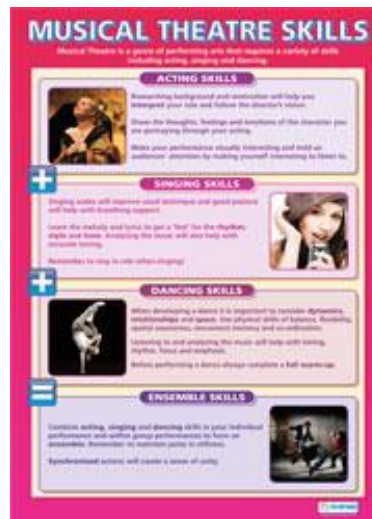 MUSICAL THEATRE SKILLS
Musical Theatre is a genre of performing arts that requires a variety of skills
including acting, singing and dancing.
ACTING SKILLS
Researching background and motivation will help you
interpret your role and follow the director's vision.
Show the thoughts, feelings and emotions of the character you
are portraying through your acting.
Make your performance visually interesting and hold an
audiences' attention by making yourself interesting to listen to.
+
SINGING SKILLS
Singing scales will improve vocal technique and good posture
will help with breathing support.
Learn the melody and lyrics to get a 'feel' for the rhythm,
style and tone. Analysing the music will also help with
accurate timing.
Remember to stay in role when singing!
+
DANCING SKILLS
When developing a dance it is important to consider dynamics,
relationships and space. Use physical skills of balance, flexibility,
spatial awareness, movement memory and co-ordination.
Listening to and analysing the music will help with timing,
rhythm, focus and emphasis.
Before performing a dance always complete a full warm-up.
=
ENSEMBLE SKILLS
Combine acting, singing and dancing skills in your individual
performance and within group performances to form an
ensemble. Remember to maintain poise in stillness.
Synchronised actions will create a sense of unity.